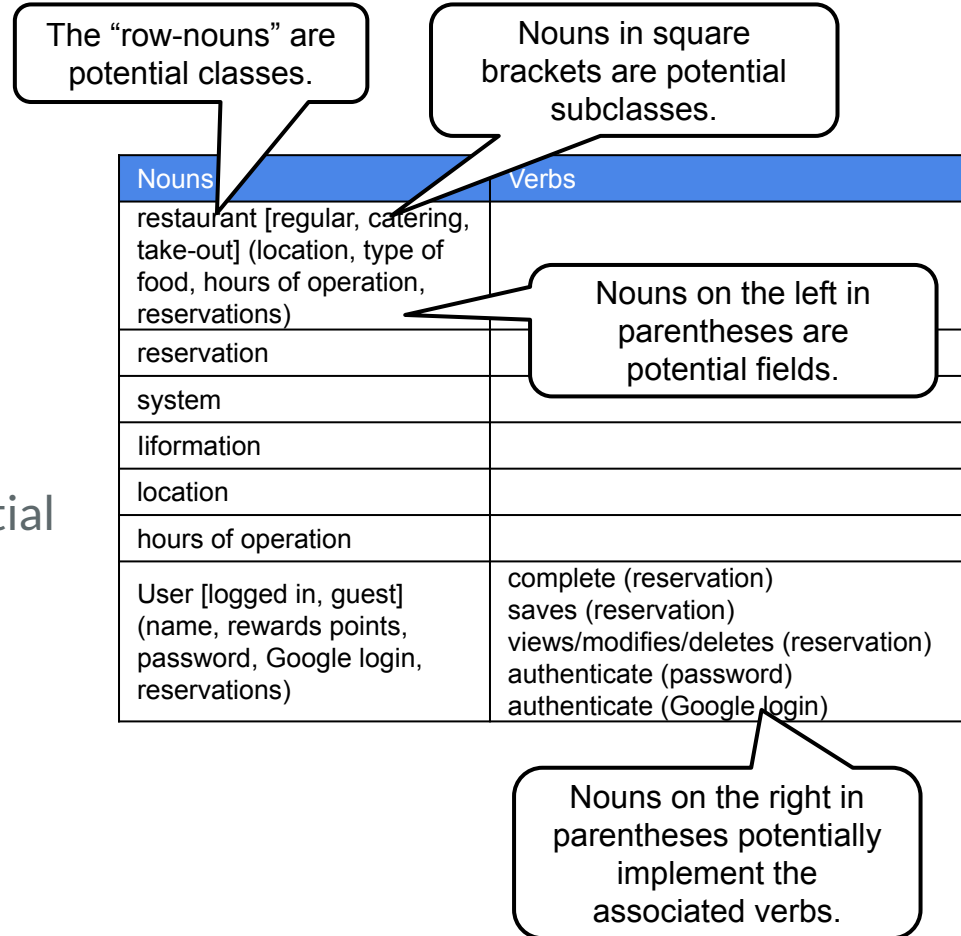 The “row-nouns” are
potential classes.
Nouns in square
brackets are potential
subclasses.
Nouns
Verbs
restaurant [regular, catering,
take-out] (location, type of
food, hours of operation,
reservations)
Nouns on the left in
parentheses are
potential fields.
reservation
system
Iiformation
location
tial
hours of operation
User [logged in, guest]
(name, rewards points,
password, Google login,
reservations)
complete (reservation)
saves (reservation)
views/modifies/deletes (reservation)
authenticate (password)
authenticate (Google login)
Nouns on the right in
parentheses potentially
implement the
associated verbs.